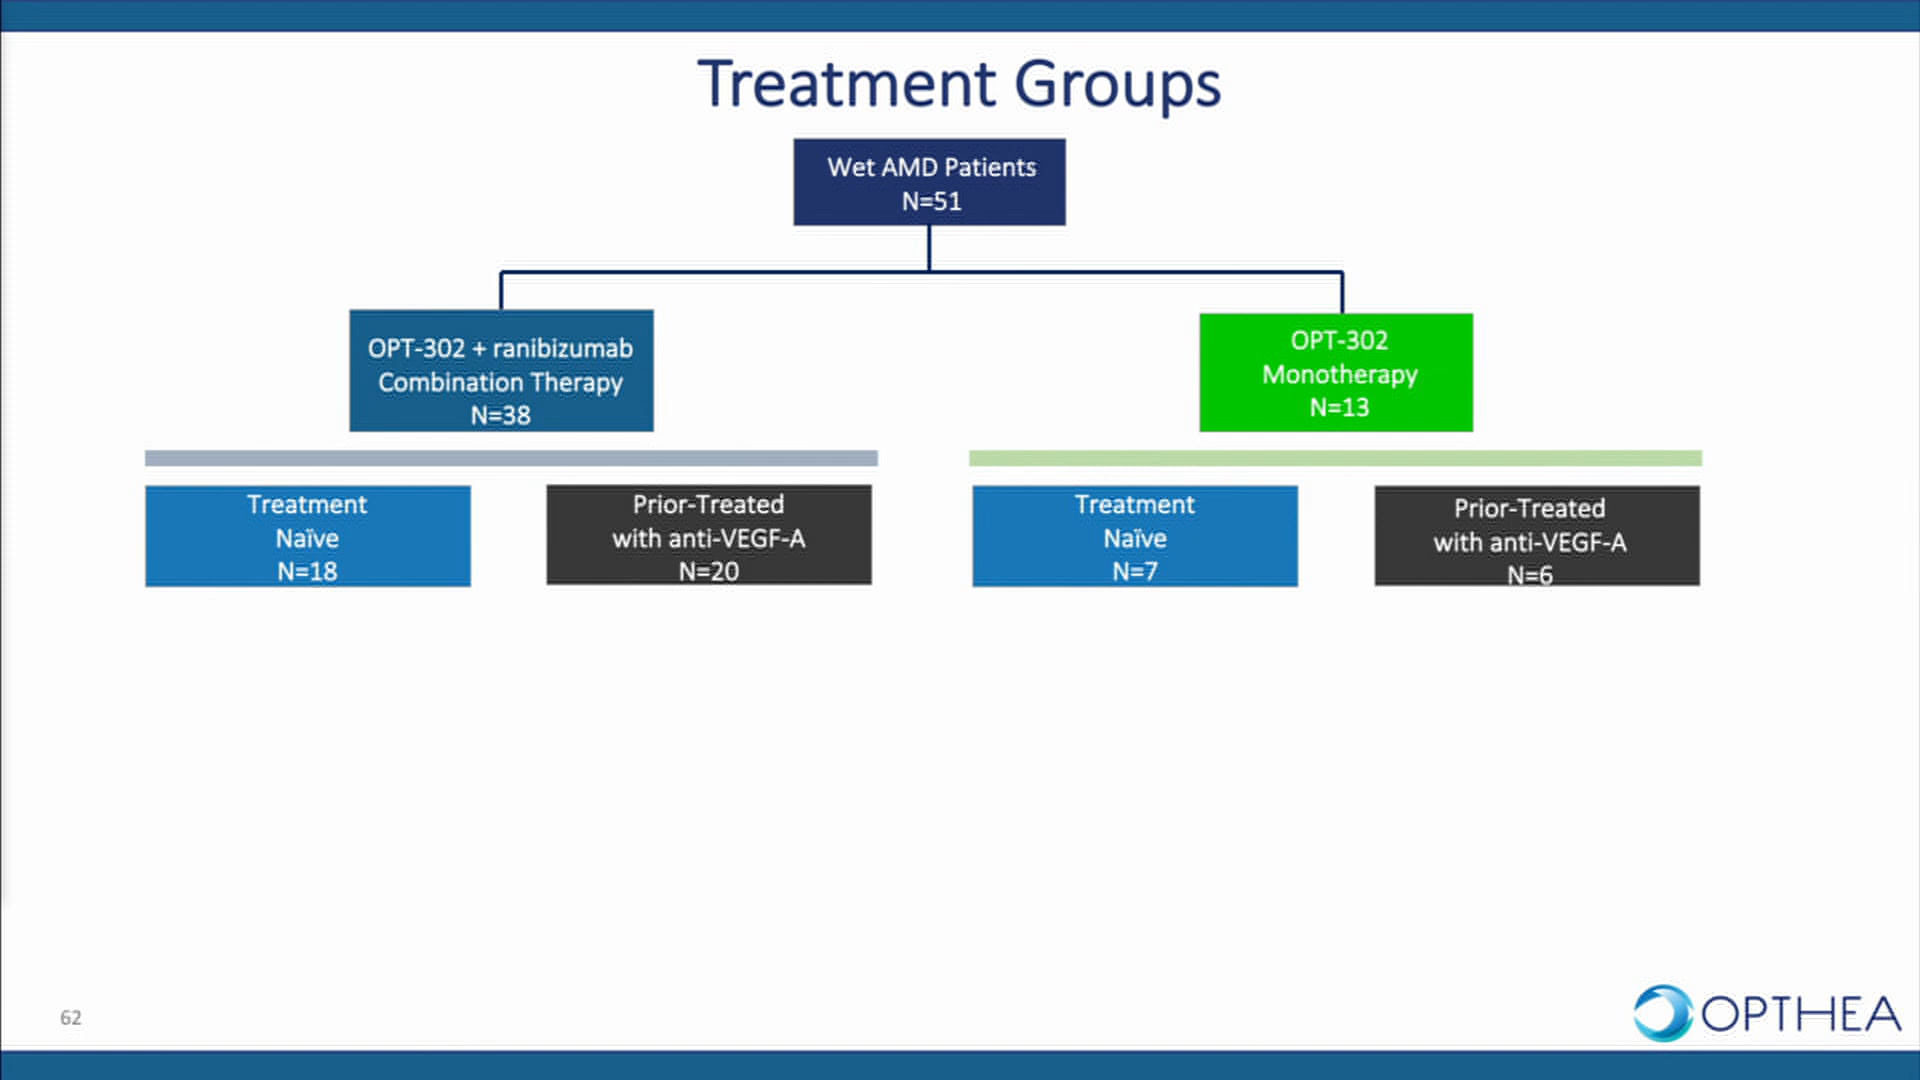 Treatment Groups
Wet AMD Patients
N=51
OPT-302 + ranibizumab
Combination Therapy
N=38
OPT-302
Monotherapy
N=13
Treatment
Naïve
N=18
Prior-Treated
with anti-VEGF-A
N=20
Treatment
Naïve
N=7
Prior-Treated
with anti-VEGF-A
N=6
62
OPTHEA